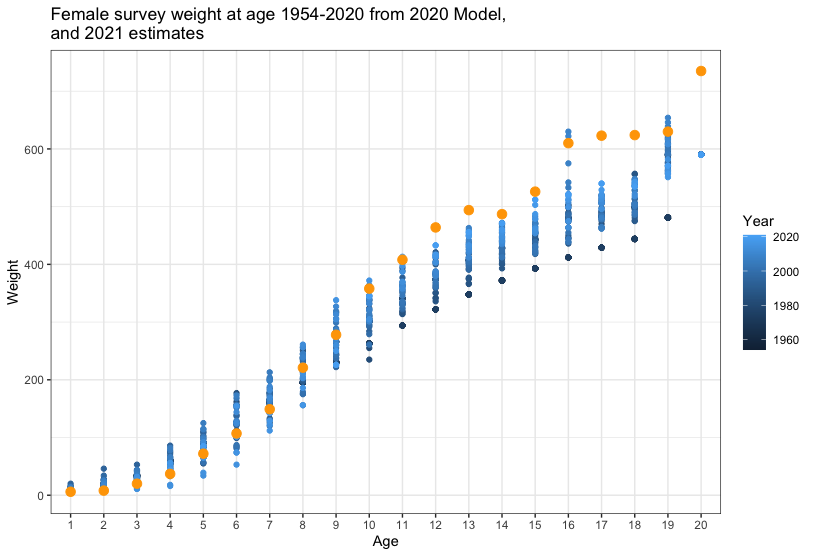 Female survey weight at age 1954-2020 from 2020 Model,
and 2021 estimates
Weight
600
400
200
0
1 2 3 4 5 6 7 8 9 10 11 12 13 14 15 16 17 18 19 20
Age
Year
2020
2000
1980
1960